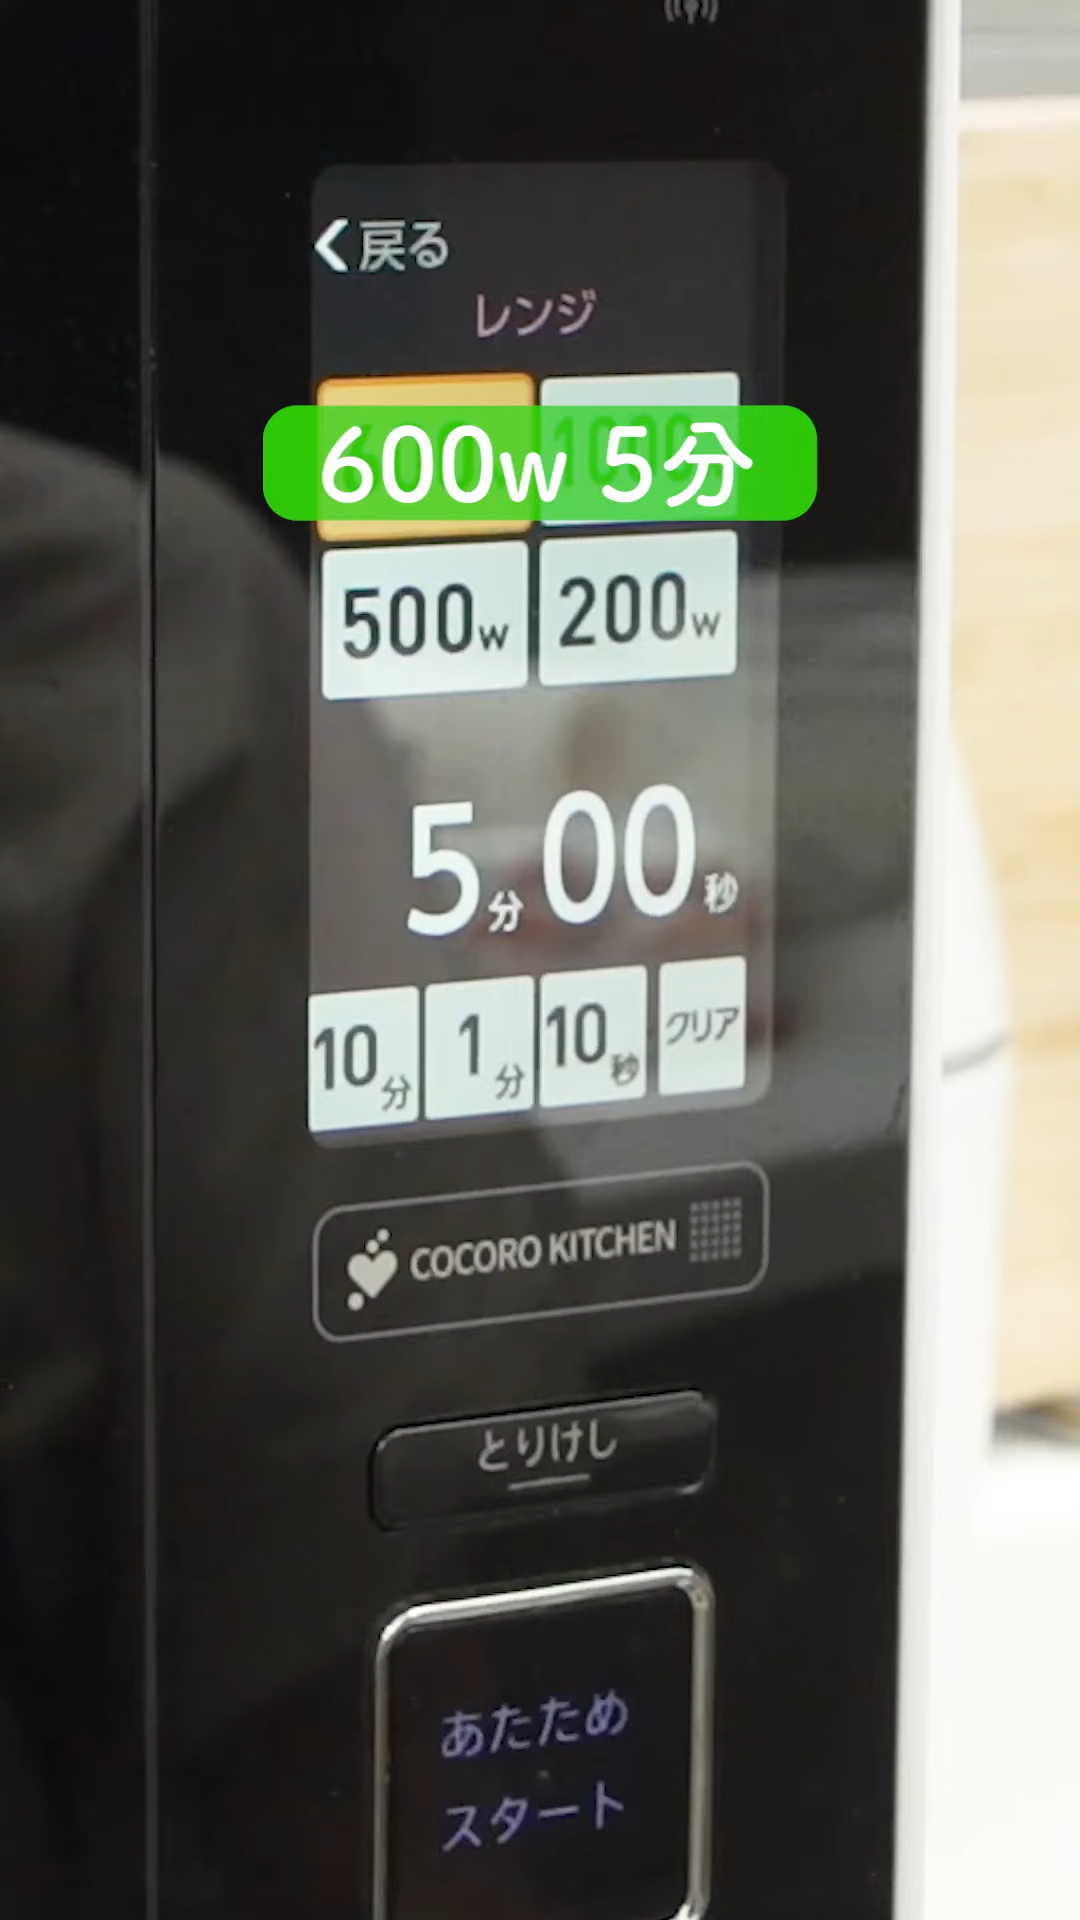 戻る
レンジ
600w 5分
500w 200w
5分00秒
10分 1分 10秒 クリア
COCORO KITCHEN
とりけし
あたため
スタート